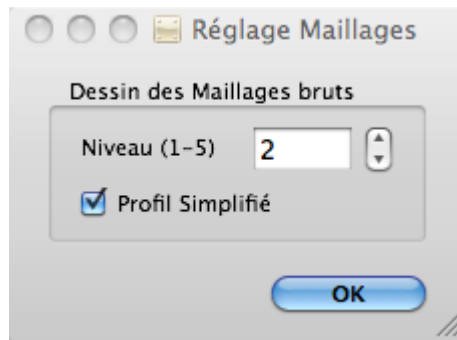 Réglage Maillages
Dessin des Maillages bruts
Niveau (1-5) 2
Profil Simplifié
OK